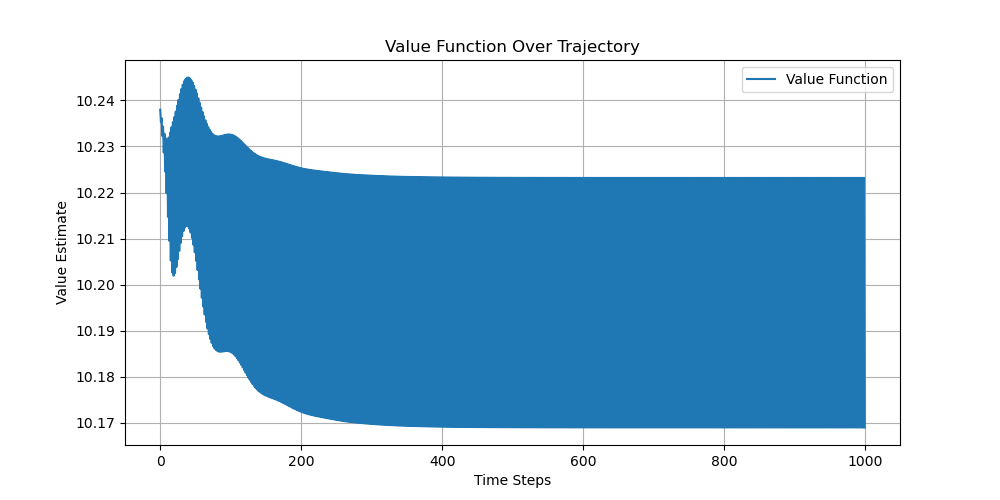 Value Function Over Trajectory
Value Function
10.24
10.23
10.22
10.21
10.20
10.19
10.18
10.17
Value Estimate
0 200 400 600 800 1000
Time Steps